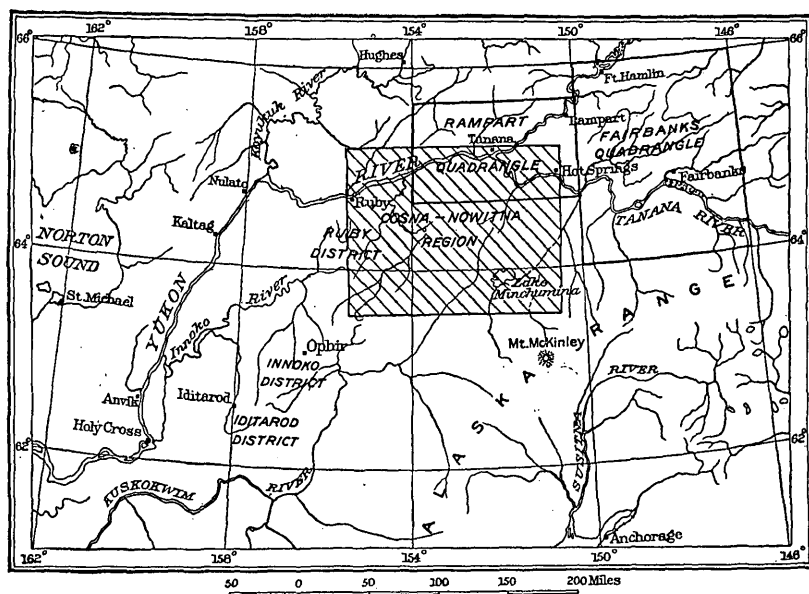 162° 158° 154° 150° 146°
66° 66°
Hughes
Ft. Hamlin
Koyukuk River
RAMPART
Rampart
Tanana
FAIRBANKS
QUADRANGLE
RIVER
QUADRANGLE
Hot Springs
Fairbanks
Nulato
Ruby
COSNA-NOWITNA
REGION
TANANA RIVER
Kaltag
RUBY
DISTRICT
NORTON
SOUND
64° 64°
St. Michael
Lake
Minchumina
YUKON
Innoko River
Ophir
Mt. McKinley
ALASKA RANGE
INNOKO
DISTRICT
RIVER
Anvik
Iditarod
Holy Cross
IDITAROD
DISTRICT
62° 62°
SUSITNA
KUSKOKWIM RIVER
Anchorage
162° 158° 154° 150° 146°
50 0 50 100 150 200 Miles